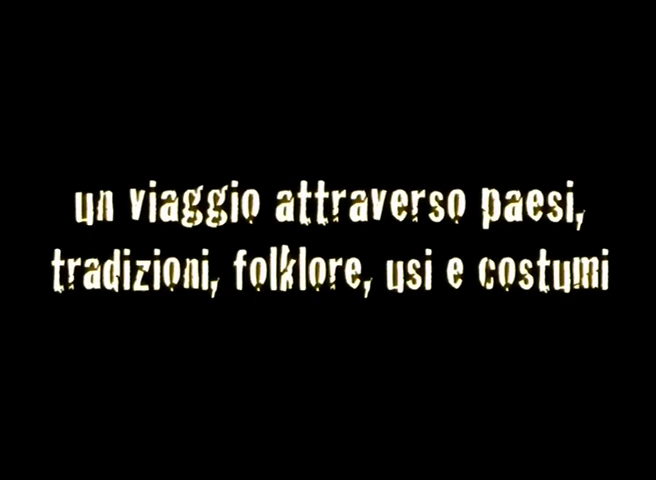 un viaggio attraverso paesi,
tradizioni, folklore, usi e costumi